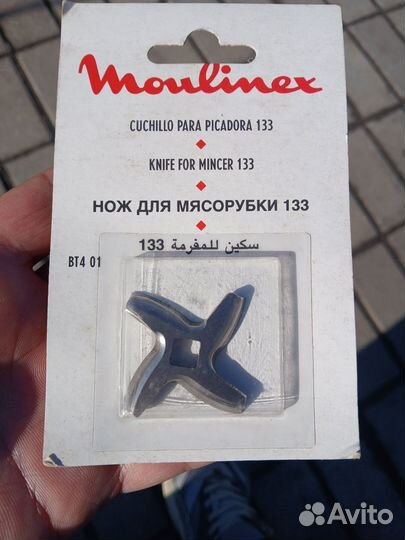 Moulinex
CUCHILLO PARA PICADORA 133
KNIFE FOR MINCER 133
НОЖ ДЛЯ МЯСОРУБКИ 133
سكين للمفرمة 133
BT4 01
Avito